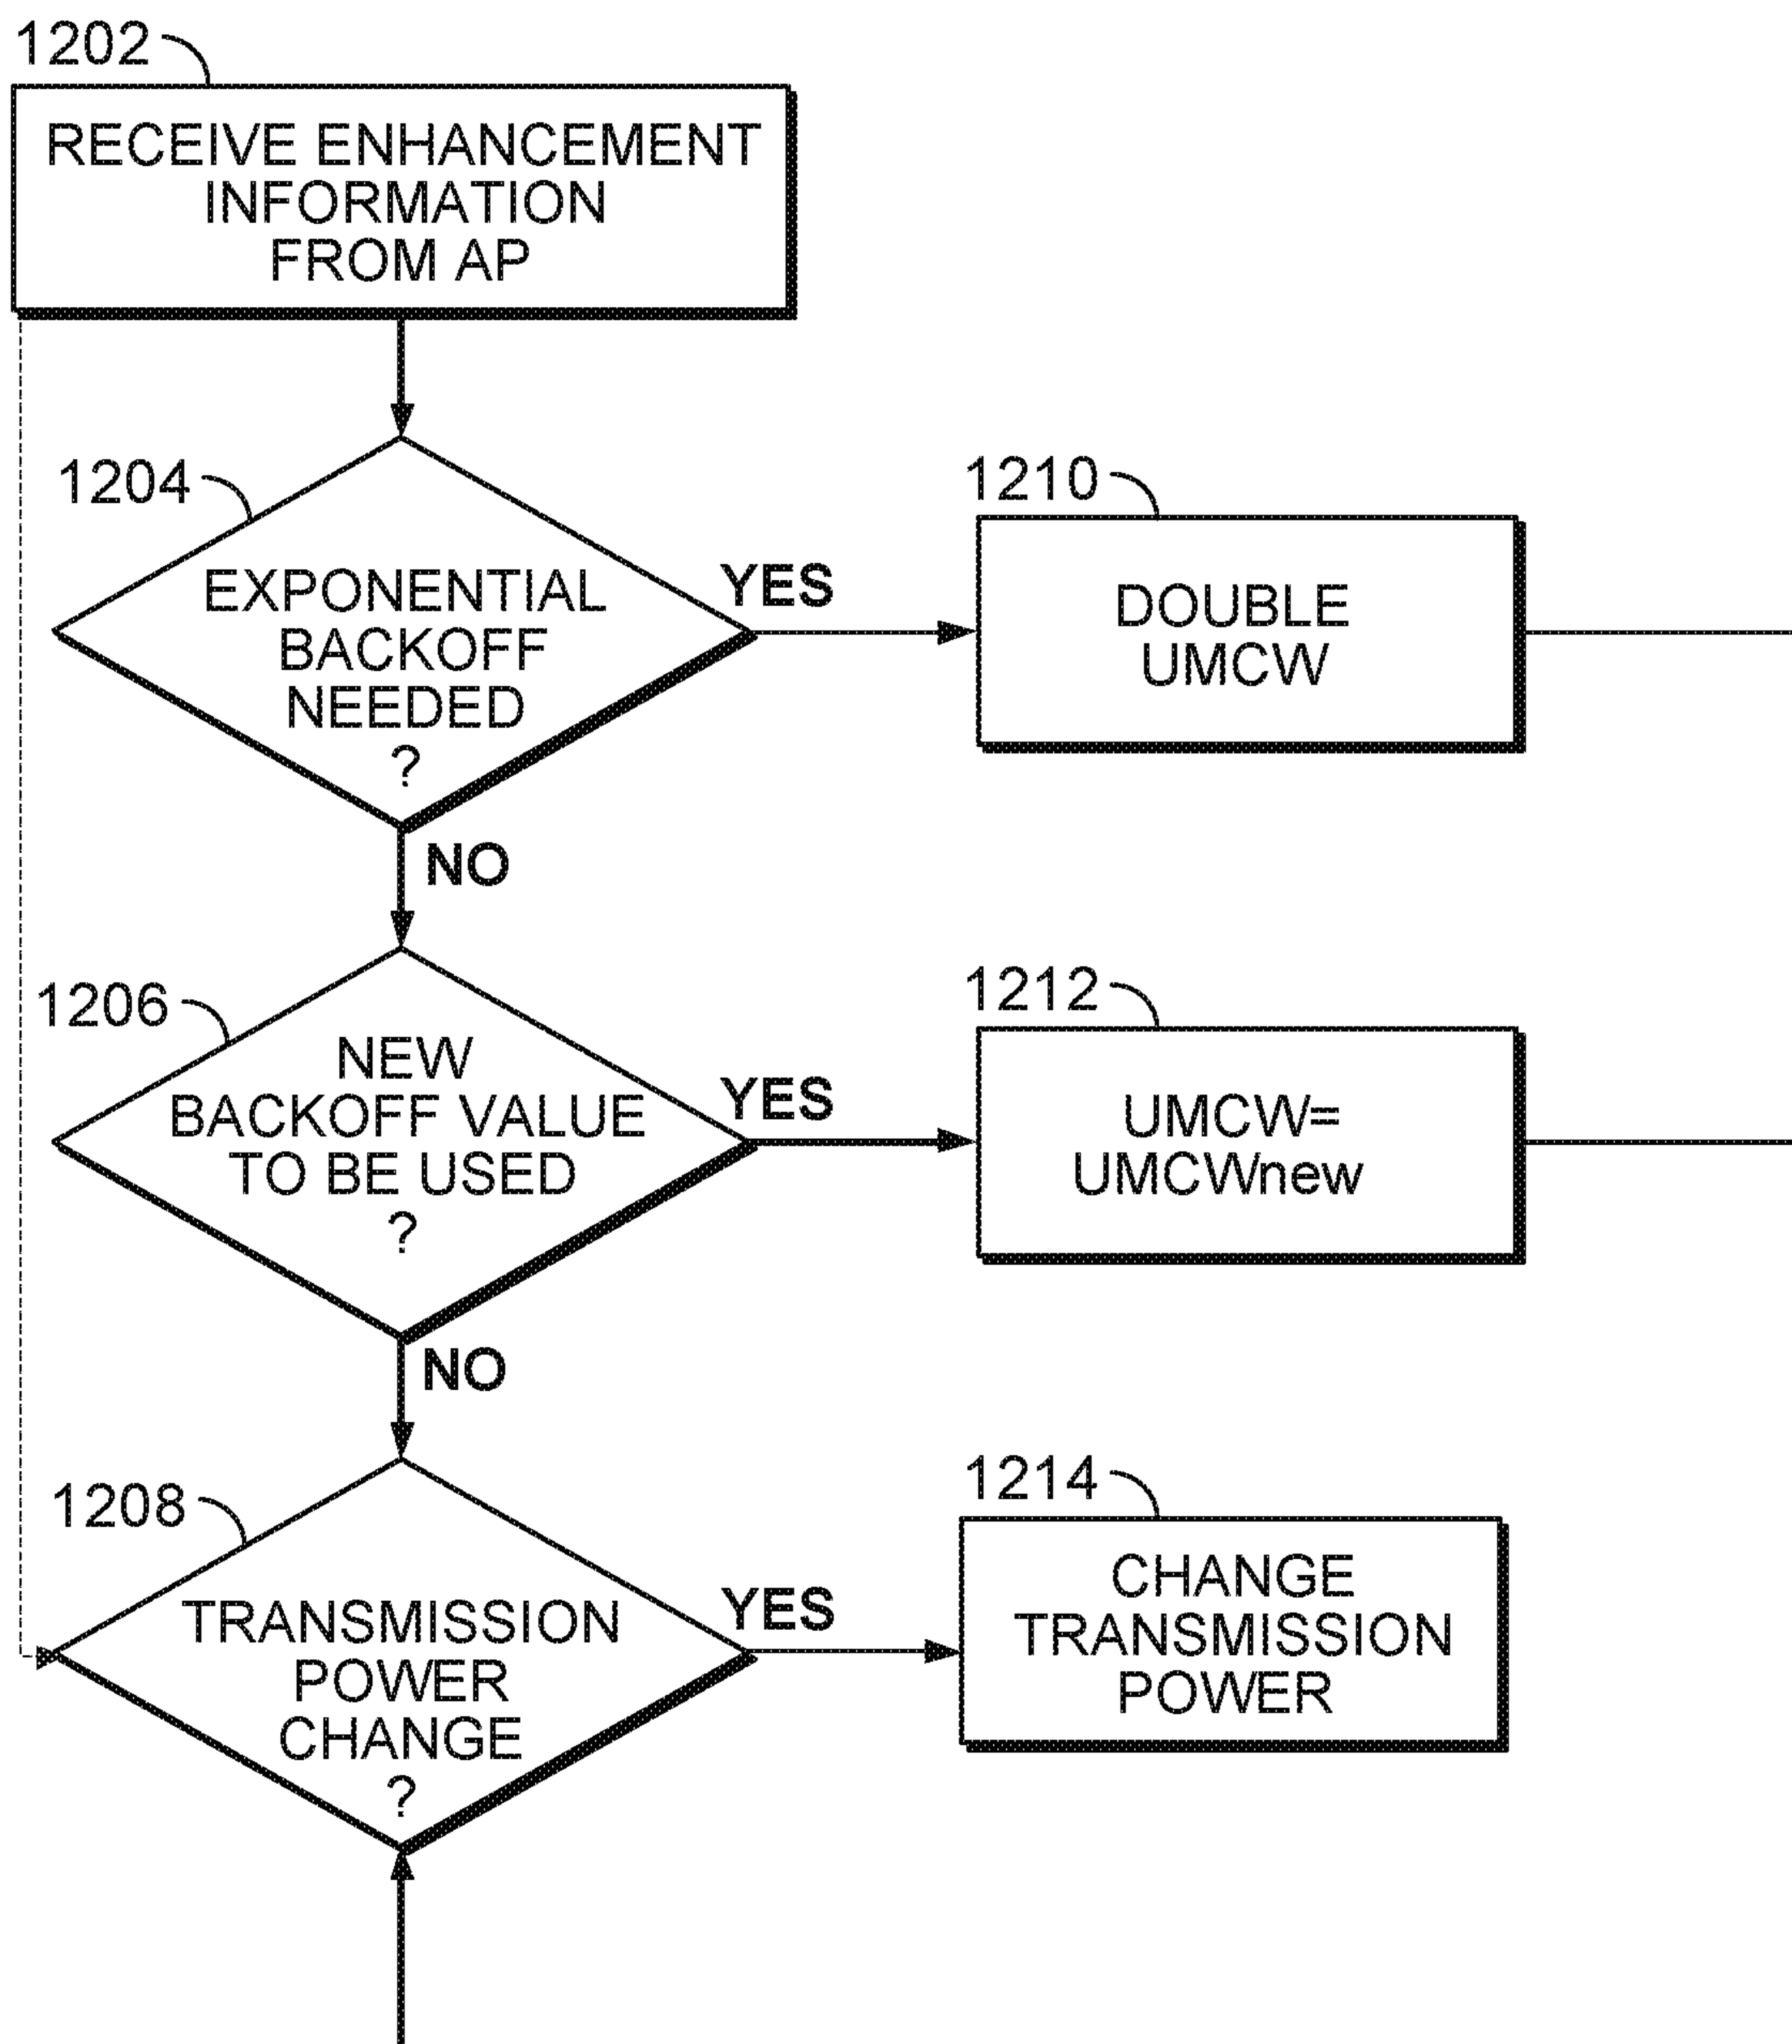 1202
RECEIVE ENHANCEMENT
INFORMATION
FROM AP
1204
EXPONENTIAL
BACKOFF
NEEDED
?
YES
1210
DOUBLE
UMCW
NO
1206
NEW
BACKOFF VALUE
TO BE USED
?
YES
1212
UMCW=
UMCWnew
NO
1208
TRANSMISSION
POWER
CHANGE
?
YES
1214
CHANGE
TRANSMISSION
POWER